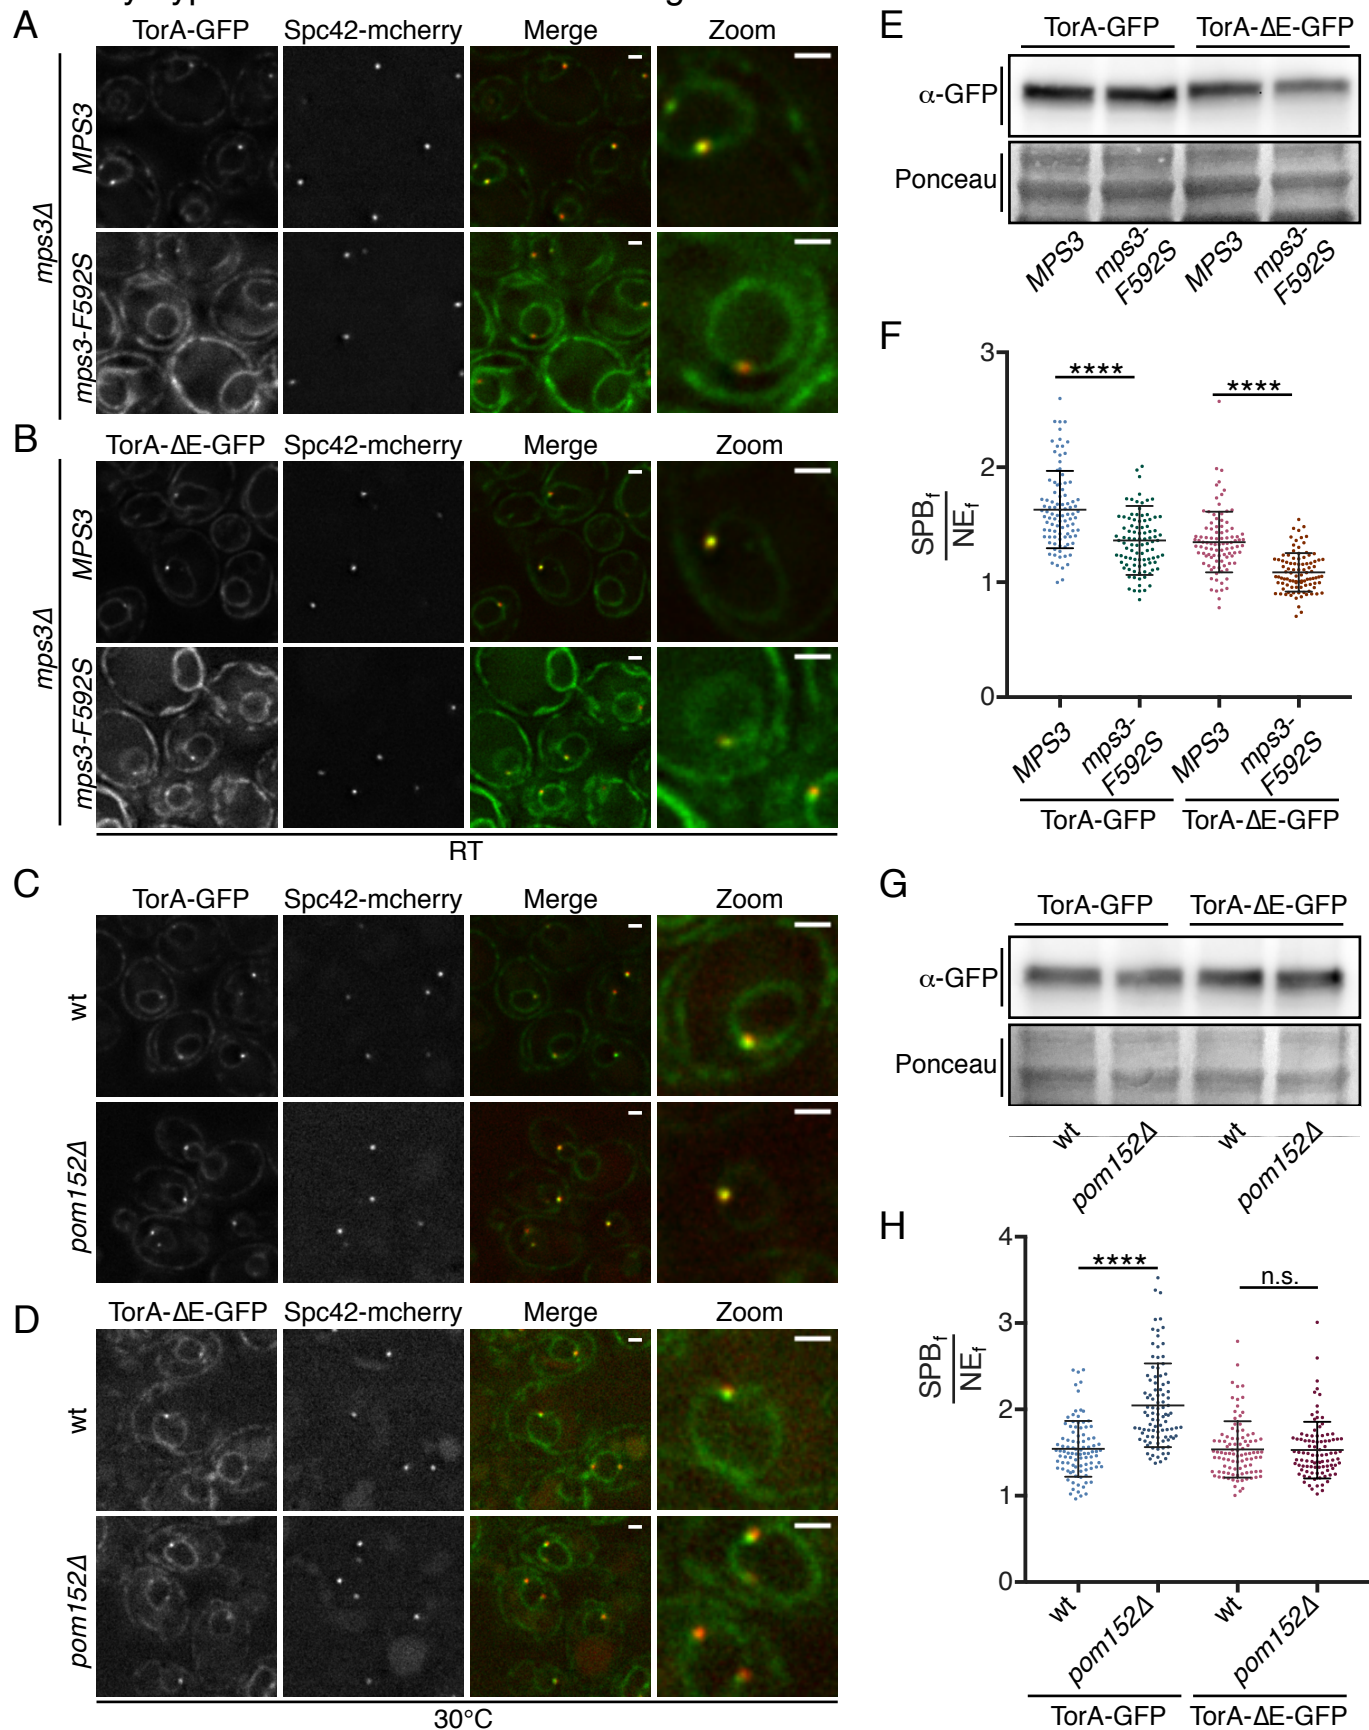 A
TorA-GFP Spc42-mcherry Merge Zoom
mps3Δ
MPS3
mps3-F592S
B
TorA-ΔE-GFP Spc42-mcherry Merge Zoom
mps3Δ
MPS3
mps3-F592S
RT
C
TorA-GFP Spc42-mcherry Merge Zoom
wt
pom152Δ
D
TorA-ΔE-GFP Spc42-mcherry Merge Zoom
wt
pom152Δ
30°C
E
TorA-GFP TorA-ΔE-GFP
α-GFP
Ponceau
MPS3 mps3-F592S MPS3 mps3-F592S
F
3
2
1
0
SPBf
NEf
**** ****
MPS3 mps3-F592S MPS3 mps3-F592S
TorA-GFP TorA-ΔE-GFP
G
TorA-GFP TorA-ΔE-GFP
α-GFP
Ponceau
wt pom152Δ wt pom152Δ
H
4
3
2
1
0
SPBf
NEf
**** n.s.
wt pom152Δ wt pom152Δ
TorA-GFP TorA-ΔE-GFP